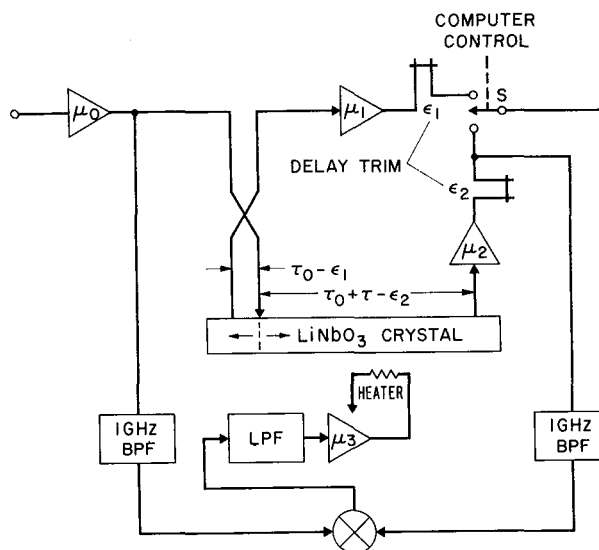 COMPUTER
CONTROL
S
μ0
μ1
ϵ1
DELAY TRIM
ϵ2
μ2
τ0 − ϵ1
τ0 + τ − ϵ2
LiNbO3 CRYSTAL
HEATER
1GHz
BPF
LPF
μ3
1GHz
BPF